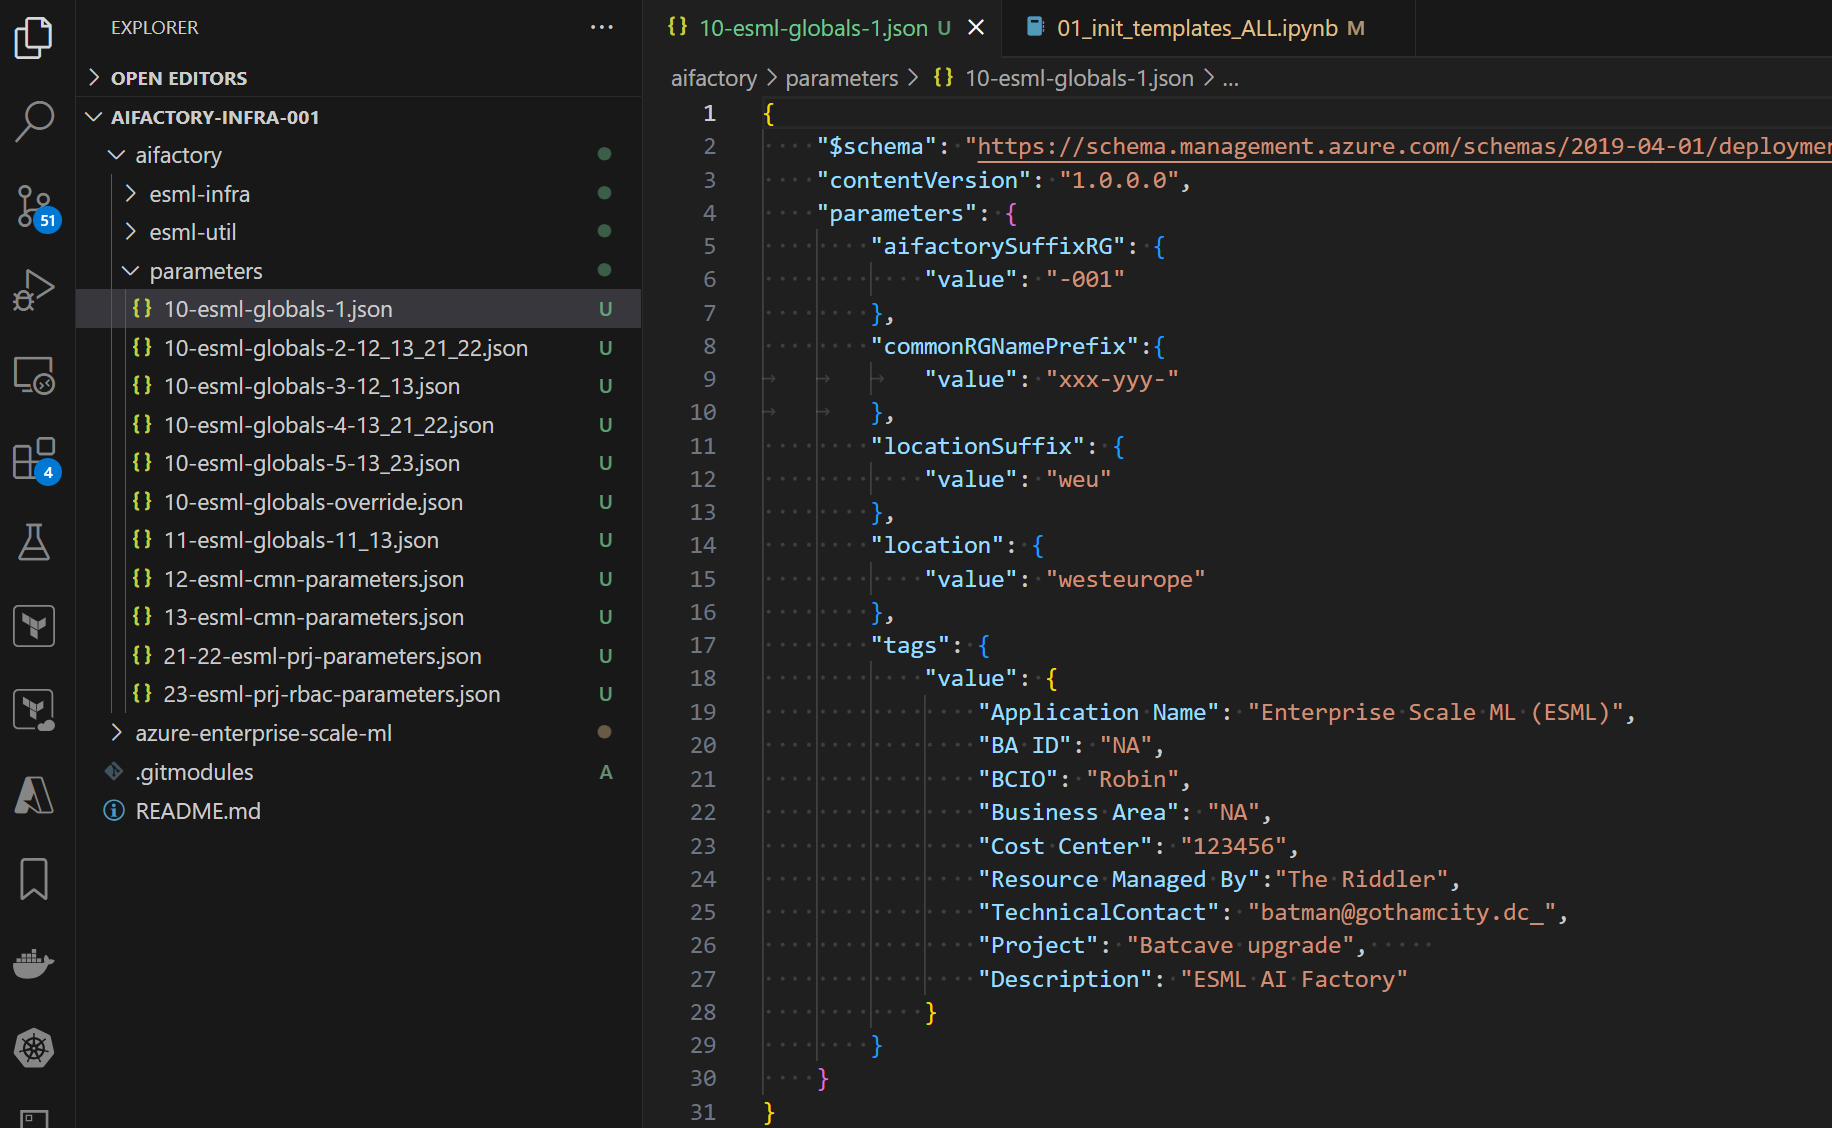 EXPLORER
OPEN EDITORS
AIFACTORY-INFRA-001
aifactory
esml-infra
esml-util
parameters
10-esml-globals-1.json U
10-esml-globals-2-12_13_21_22.json U
10-esml-globals-3-12_13.json U
10-esml-globals-4-13_21_22.json U
10-esml-globals-5-13_23.json U
10-esml-globals-override.json U
11-esml-globals-11_13.json U
12-esml-cmn-parameters.json U
13-esml-cmn-parameters.json U
21-22-esml-prj-parameters.json U
23-esml-prj-rbac-parameters.json U
azure-enterprise-scale-ml
.gitmodules A
README.md
51
4
{} 10-esml-globals-1.json U
01_init_templates_ALL.ipynb M
aifactory > parameters > {} 10-esml-globals-1.json > ...
1 {
2 "$schema": "https://schema.management.azure.com/schemas/2019-04-01/deploymen
3 "contentVersion": "1.0.0.0",
4 "parameters": {
5 "aifactorySuffixRG": {
6 "value": "-001"
7 },
8 "commonRGNamePrefix":{
9 "value": "xxx-yyy-"
10 },
11 "locationSuffix": {
12 "value": "weu"
13 },
14 "location": {
15 "value": "westeurope"
16 },
17 "tags": {
18 "value": {
19 "Application Name": "Enterprise Scale ML (ESML)",
20 "BA ID": "NA",
21 "BCIO": "Robin",
22 "Business Area": "NA",
23 "Cost Center": "123456",
24 "Resource Managed By":"The Riddler",
25 "TechnicalContact": "batman@gothamcity.dc_",
26 "Project": "Batcave upgrade",
27 "Description": "ESML AI Factory"
28 }
29 }
30 }
31 }